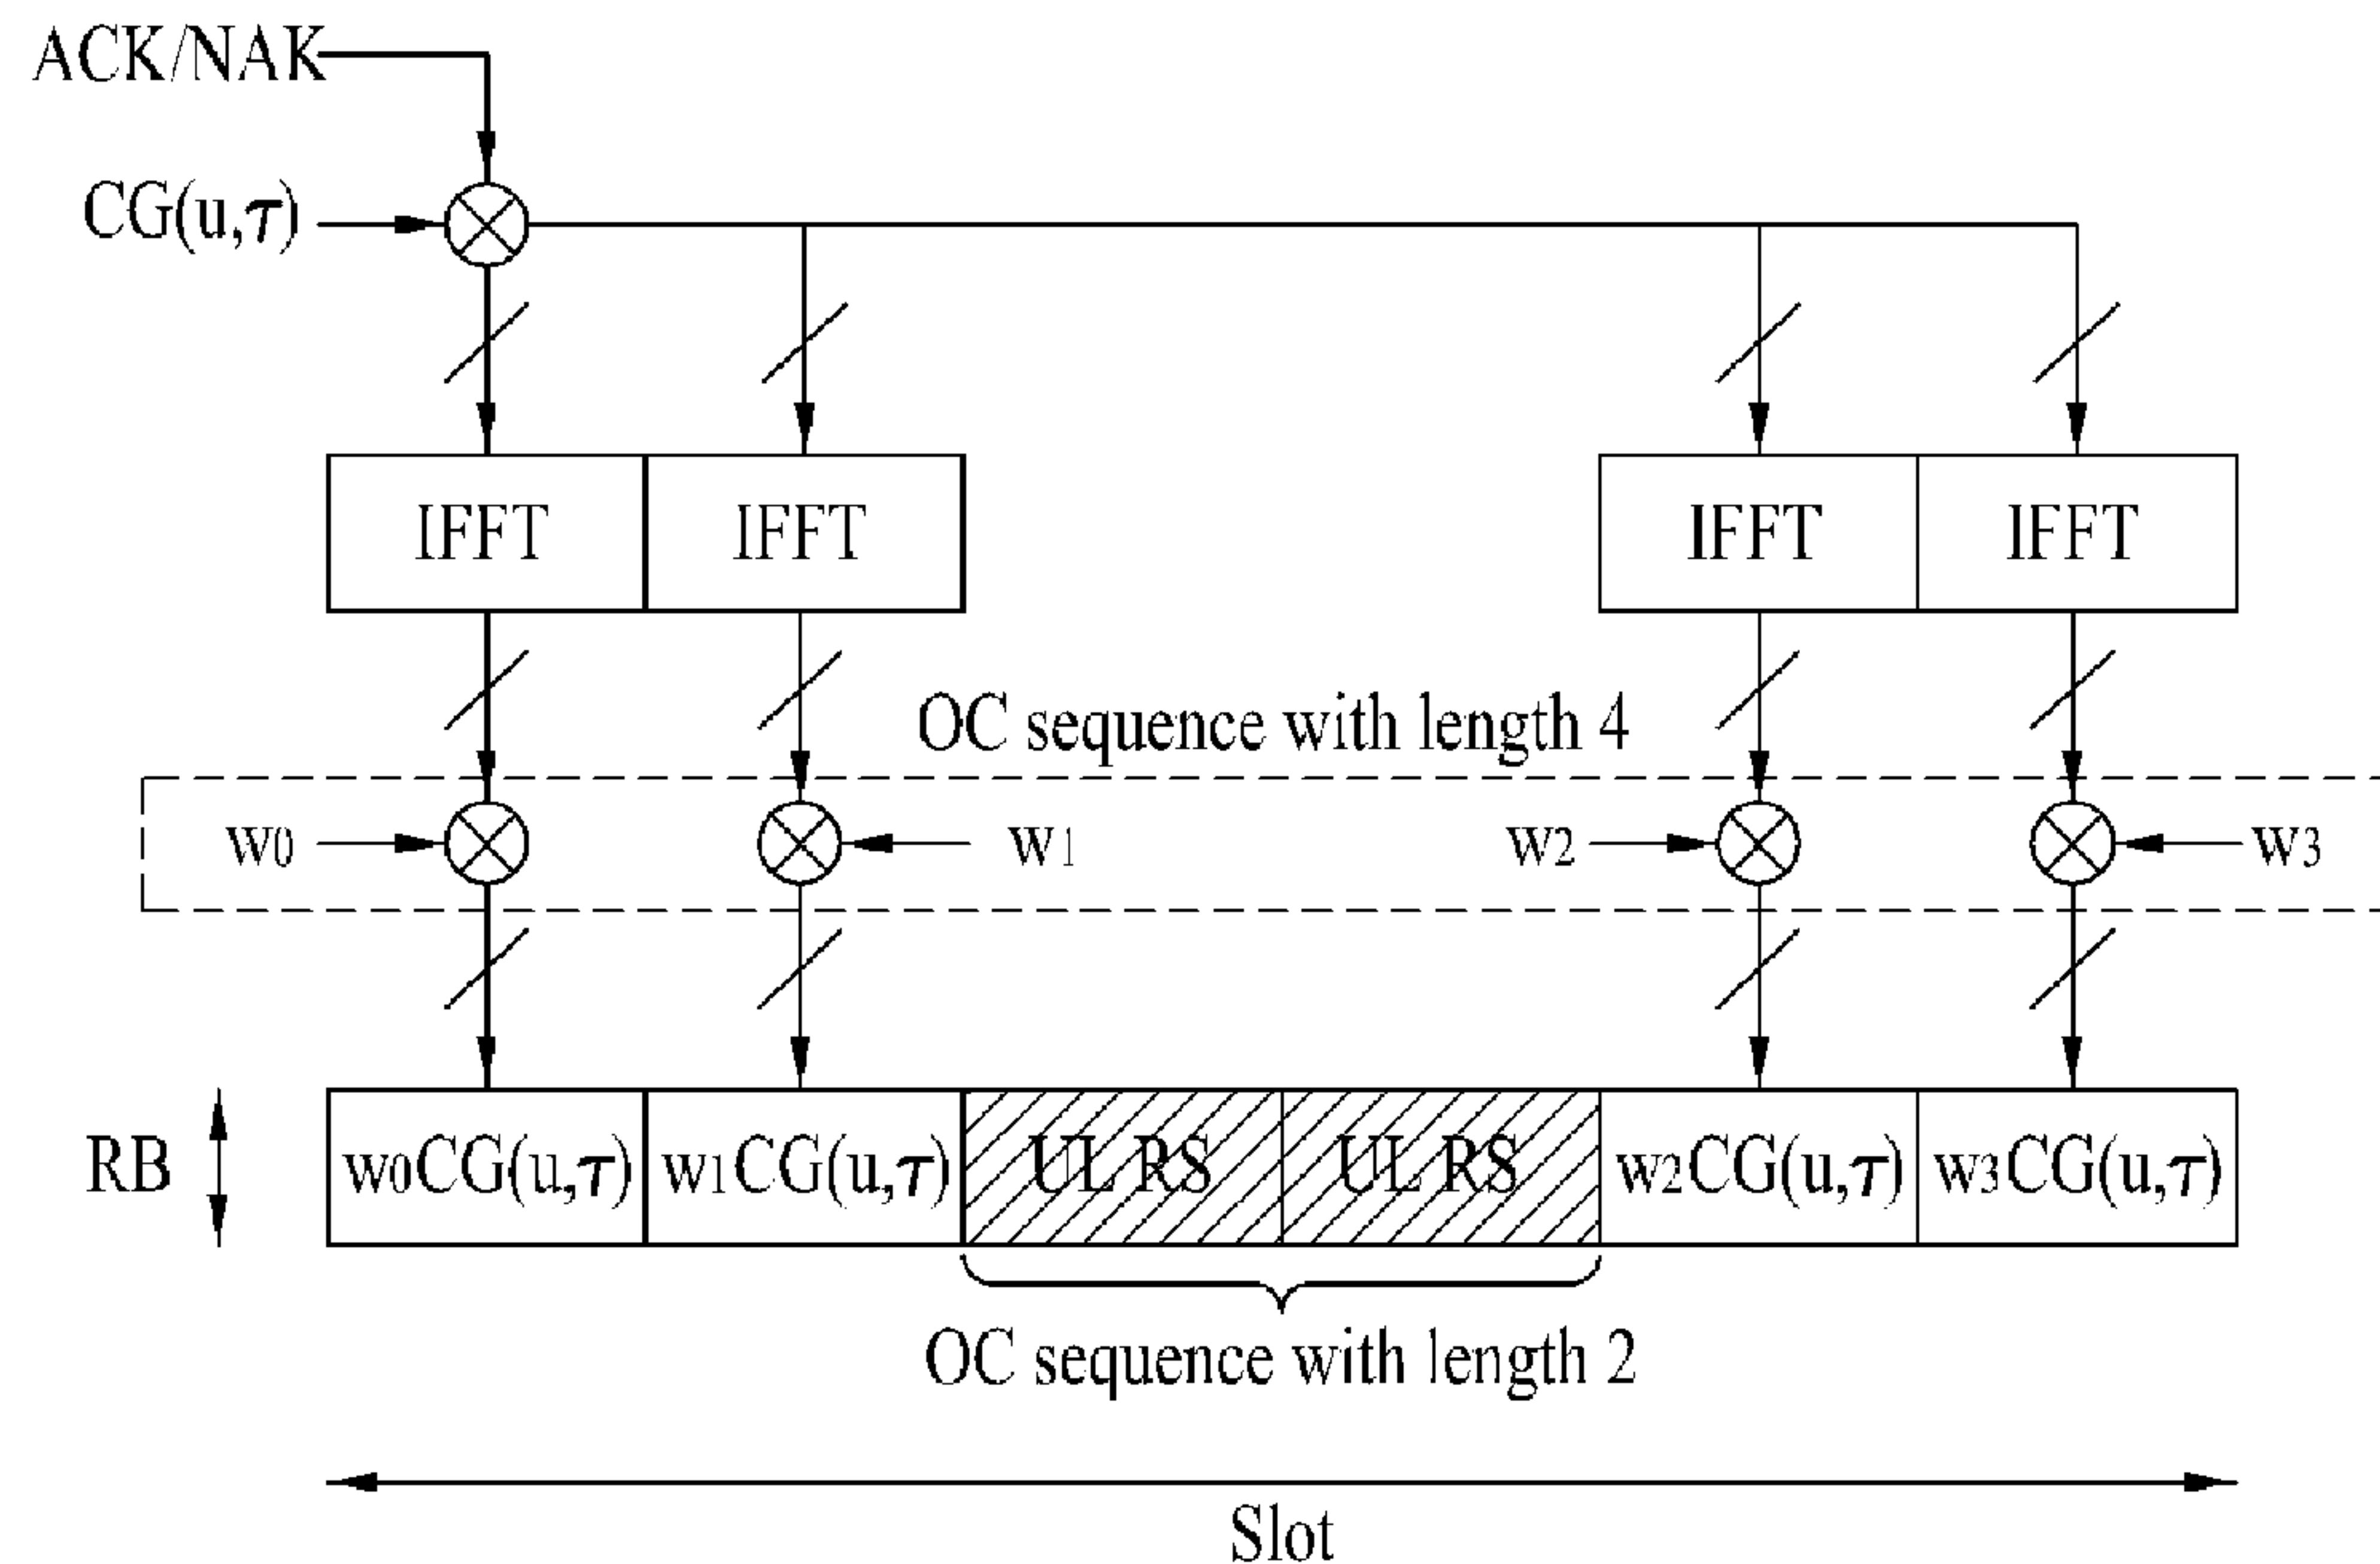 ACK/NAK
CG(u,τ)
IFFT IFFT IFFT IFFT
OC sequence with length 4
w0 w1 w2 w3
RB w0CG(u,τ) w1CG(u,τ) UL RS UL RS w2CG(u,τ) w3CG(u,τ)
OC sequence with length 2
Slot